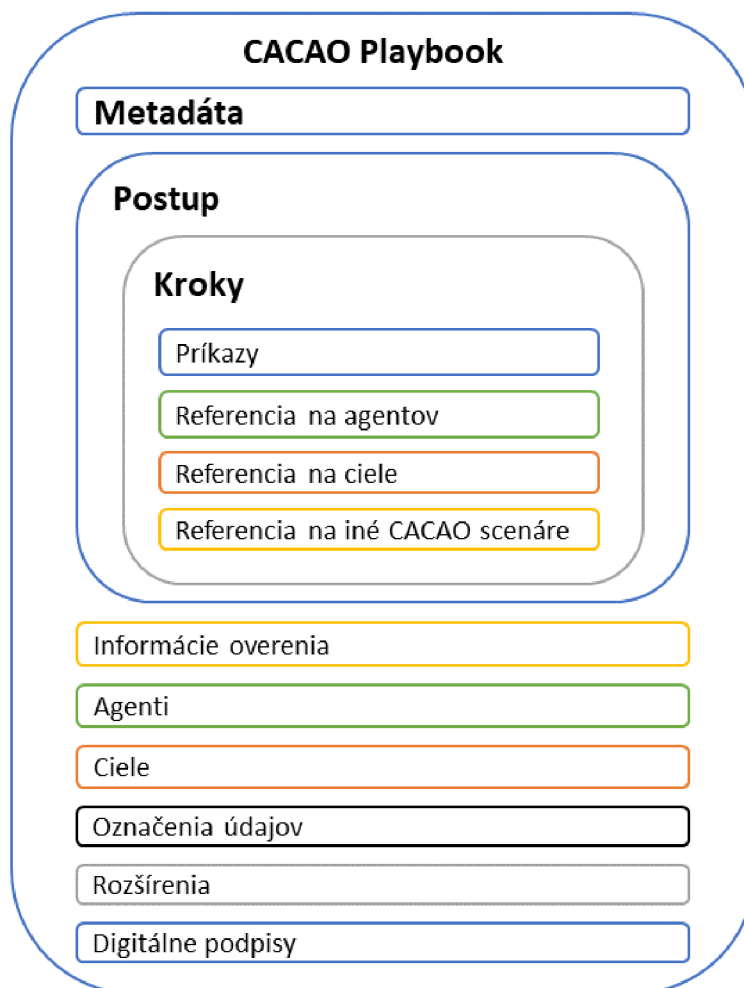 CACAO Playbook
Metadáta
Postup
Kroky
Príkazy
Referencia na agentov
Referencia na ciele
Referencia na iné CACAO scenáre
Informácie overenia
Agenti
Ciele
Označenia údajov
Rozšírenia
Digitálne podpisy